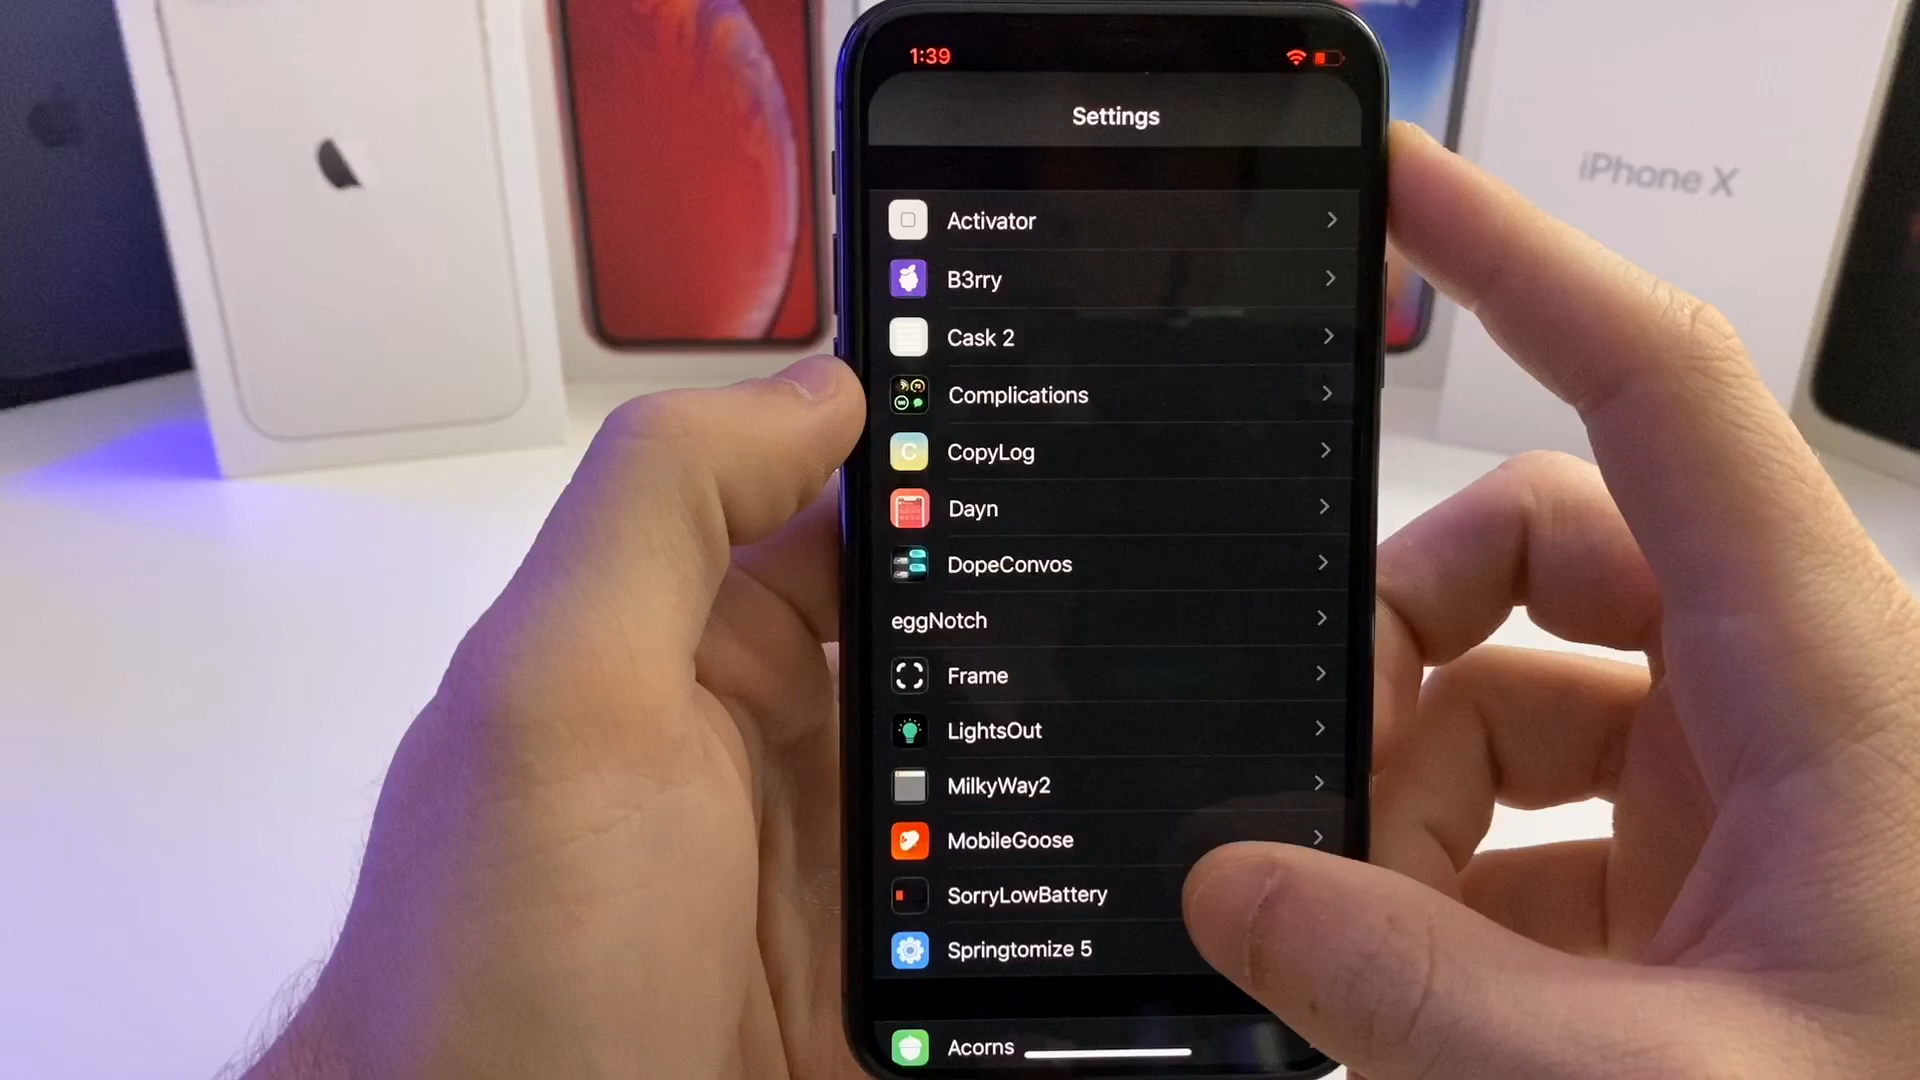 1:39
Settings
Activator
B3rry
Cask 2
Complications
CopyLog
C
Dayn
DopeConvos
eggNotch
Frame
LightsOut
MilkyWay2
MobileGoose
SorryLowBattery
Springtomize 5
Acorns
iPhone X